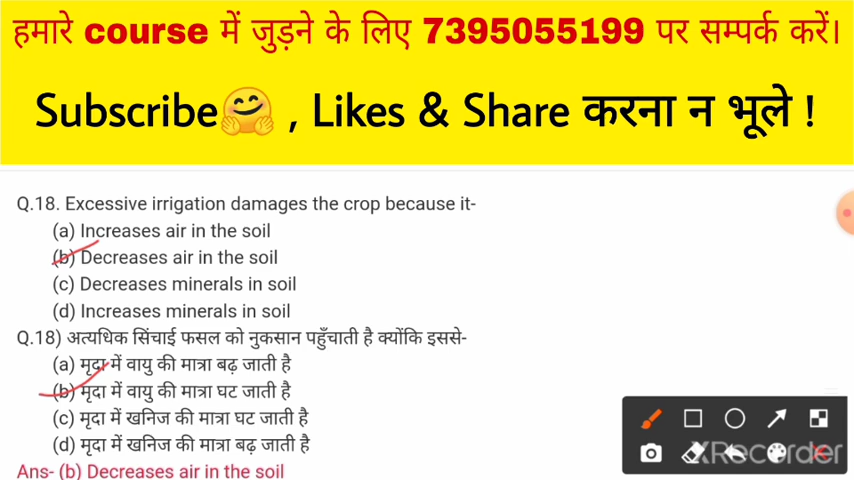 हमारे course में जुड़ने के लिए 7395055199 पर सम्पर्क करें।
Subscribe🤗 , Likes & Share करना न भूले !
Q.18. Excessive irrigation damages the crop because it-
(a) Increases air in the soil
(b) Decreases air in the soil
(c) Decreases minerals in soil
(d) Increases minerals in soil
Q.18) अत्यधिक सिंचाई फसल को नुकसान पहुँचाती है क्योंकि इससे-
(a) मृदा में वायु की मात्रा बढ़ जाती है
(b) मृदा में वायु की मात्रा घट जाती है
(c) मृदा में खनिज की मात्रा घट जाती है
(d) मृदा में खनिज की मात्रा बढ़ जाती है
Ans- (b) Decreases air in the soil
XRecorder